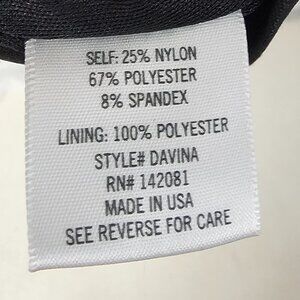 SELF: 25% NYLON
67% POLYESTER
8% SPANDEX
LINING: 100% POLYESTER
STYLE# DAVINA
RN# 142081
MADE IN USA
SEE REVERSE FOR CARE